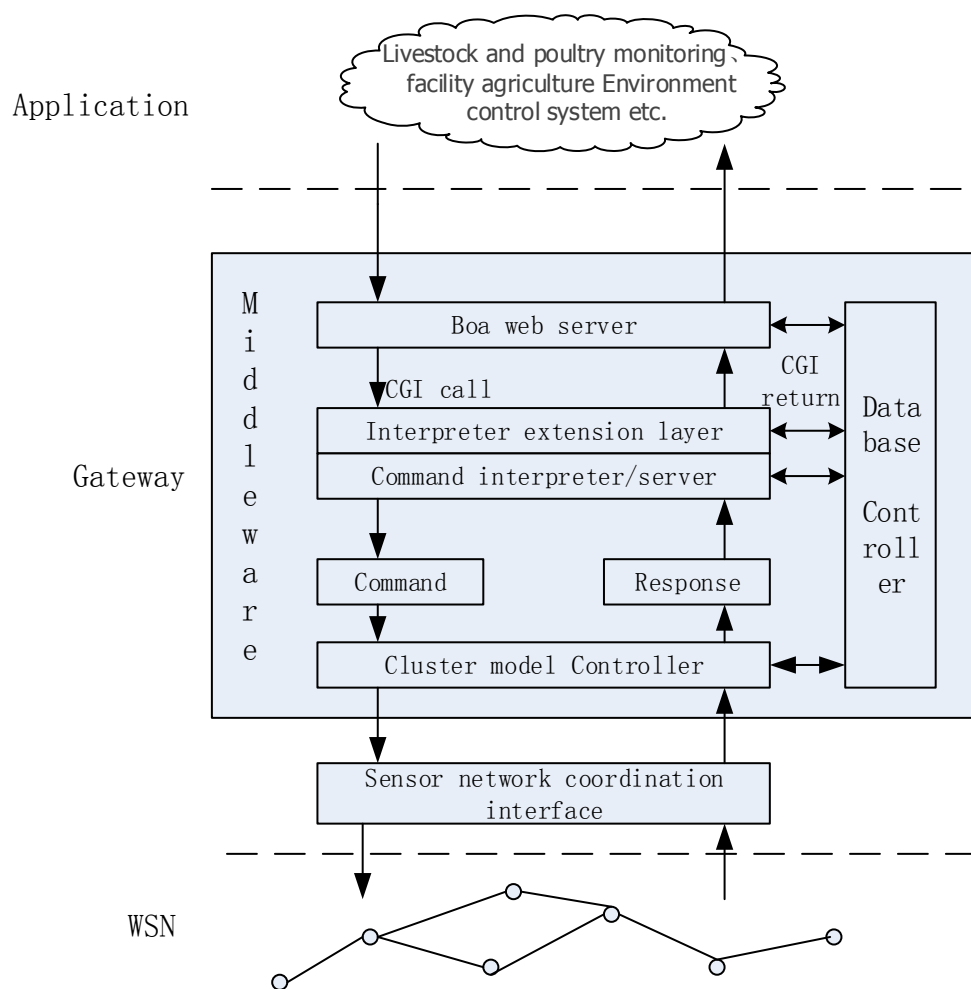 Livestock and poultry monitoring、
facility agriculture Environment
control system etc.
Application
Middleware
Boa web server
CGI call
CGI
return
Interpreter extension layer
Command interpreter/server
Data
base
Cont
roll
er
Gateway
Command
Response
Cluster model Controller
Sensor network coordination
interface
WSN